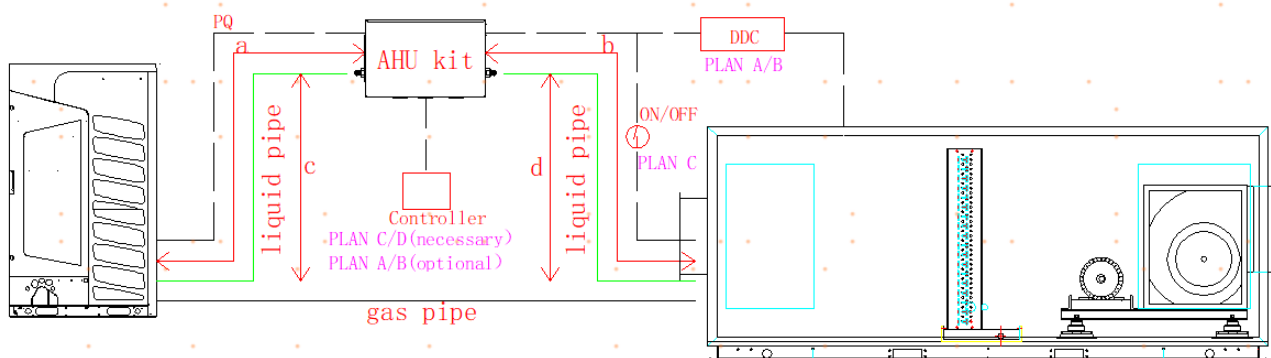 PQ
a
AHU kit
b
DDC
PLAN A/B
ON/OFF
PLAN C
liquid pipe
c
d
liquid pipe
Controller
PLAN C/D(necessary)
PLAN A/B(optional)
gas pipe